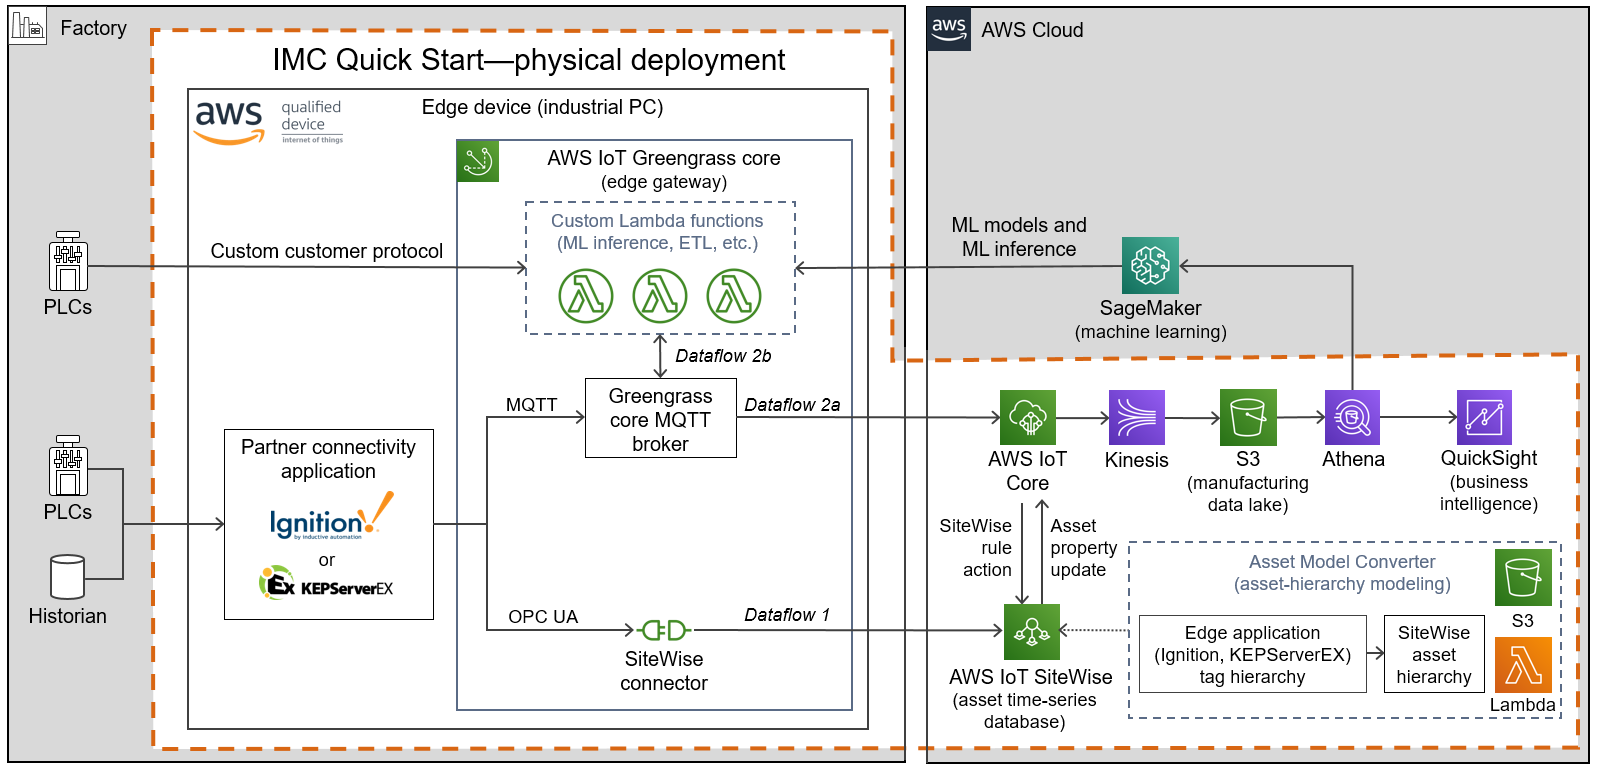 Factory
IMC Quick Start—physical deployment
aws
qualified
device
internet of things
Edge device (industrial PC)
AWS IoT Greengrass core
(edge gateway)
Custom Lambda functions
(ML inference, ETL, etc.)
Custom customer protocol
PLCs
Dataflow 2b
MQTT
Greengrass
core MQTT
broker
Dataflow 2a
Partner connectivity
application
Ignition!
by inductive automation
or
Ex KEPServerEX
PLCs
Historian
OPC UA
SiteWise
connector
Dataflow 1
aws
AWS Cloud
ML models and
ML inference
SageMaker
(machine learning)
AWS IoT
Core
Kinesis
S3
(manufacturing
data lake)
Athena
QuickSight
(business
intelligence)
SiteWise
rule
action
Asset
property
update
AWS IoT SiteWise
(asset time-series
database)
Asset Model Converter
(asset-hierarchy modeling)
Edge application
(Ignition, KEPServerEX)
tag hierarchy
SiteWise
asset
hierarchy
S3
Lambda